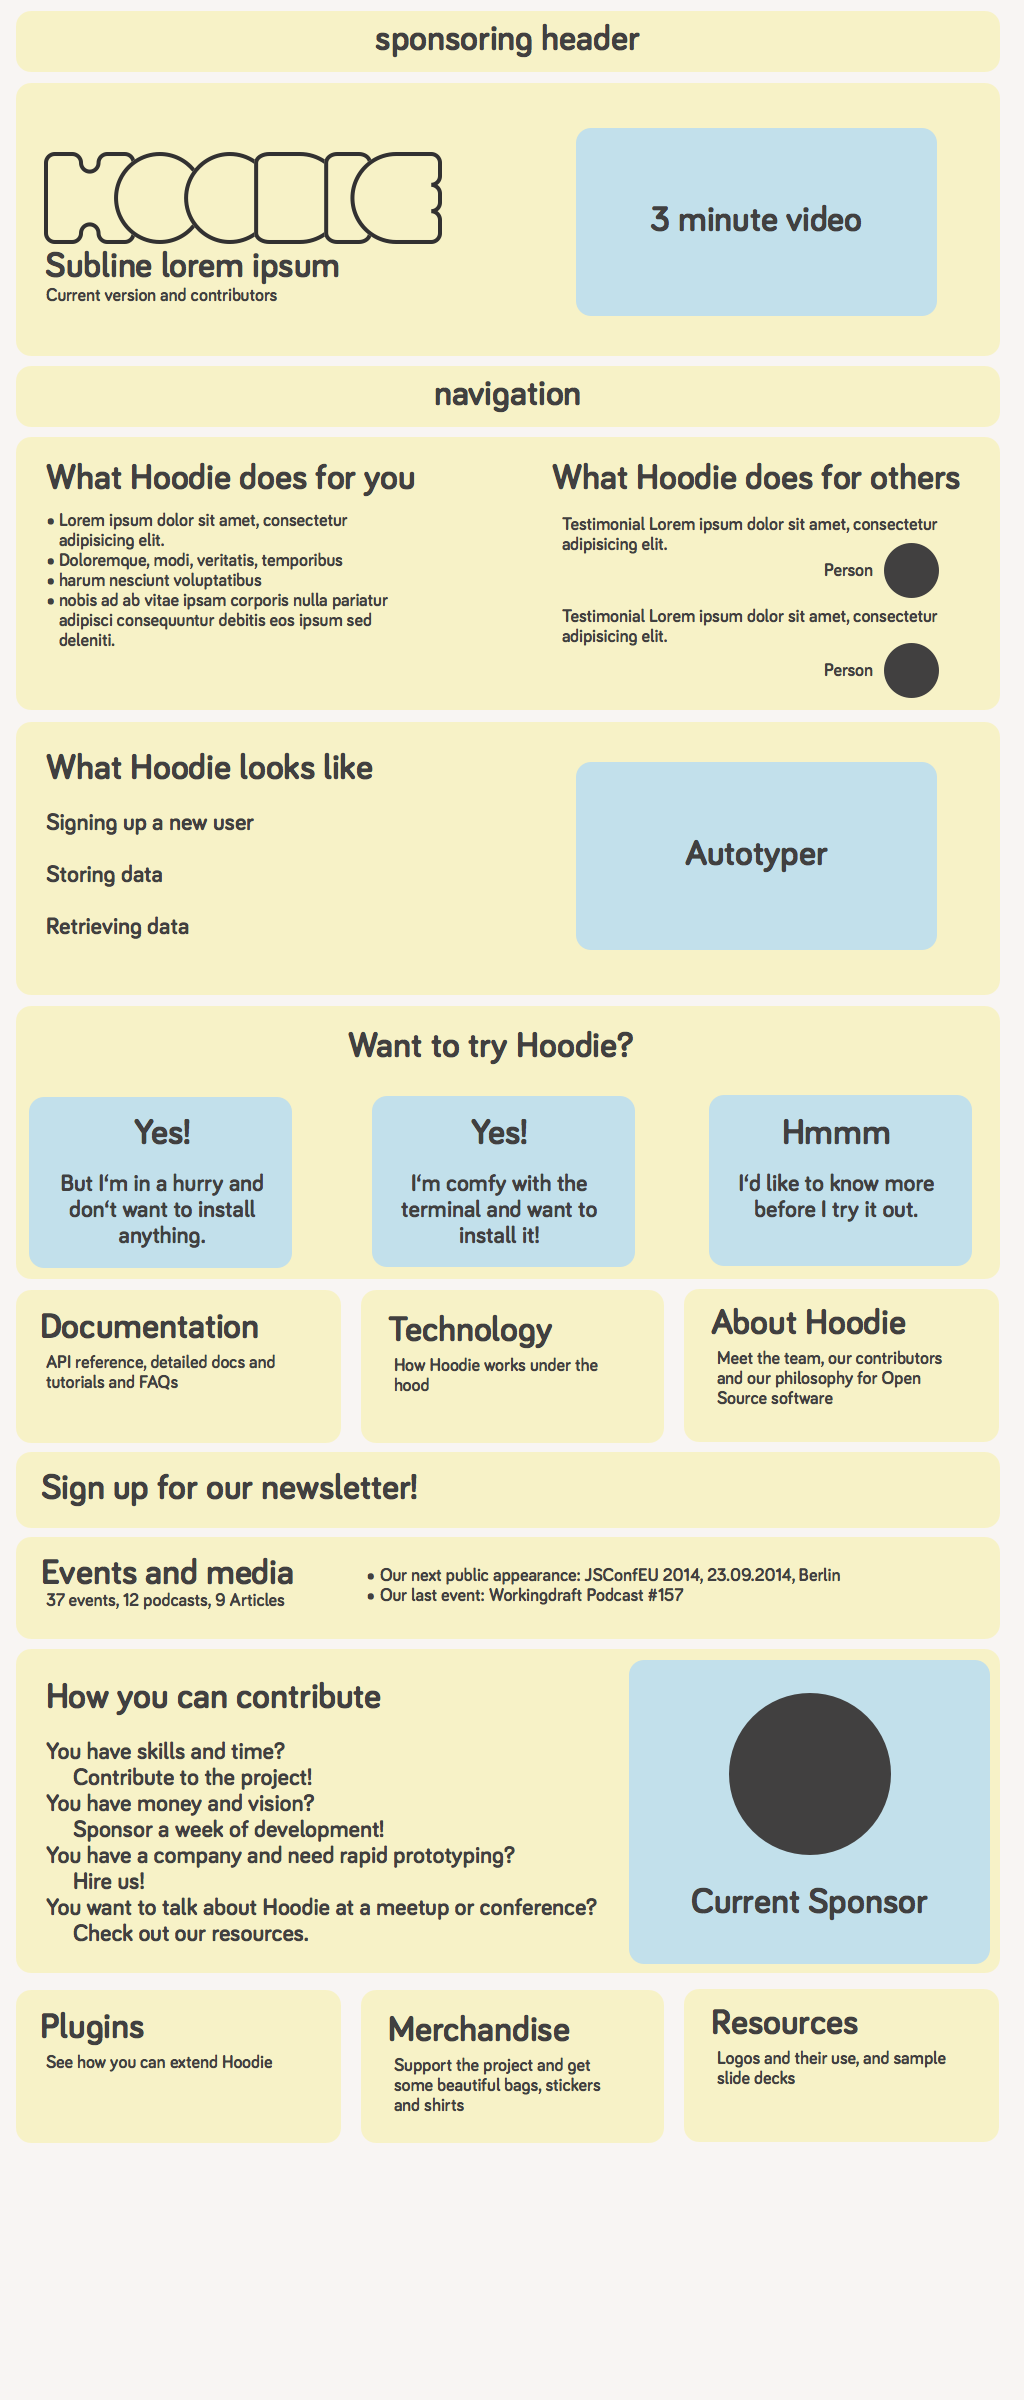 sponsoring header
HOODIE
Subline lorem ipsum
Current version and contributors
3 minute video
navigation
What Hoodie does for you
• Lorem ipsum dolor sit amet, consectetur
adipisicing elit.
• Doloremque, modi, veritatis, temporibus
• harum nesciunt voluptatibus
• nobis ad ab vitae ipsam corporis nulla pariatur
adipisci consequuntur debitis eos ipsum sed
deleniti.
What Hoodie does for others
Testimonial Lorem ipsum dolor sit amet, consectetur
adipisicing elit.
Person
Testimonial Lorem ipsum dolor sit amet, consectetur
adipisicing elit.
Person
What Hoodie looks like
Signing up a new user
Storing data
Retrieving data
Autotyper
Want to try Hoodie?
Yes!
But I‘m in a hurry and
don‘t want to install
anything.
Yes!
I‘m comfy with the
terminal and want to
install it!
Hmmm
I‘d like to know more
before I try it out.
Documentation
API reference, detailed docs and
tutorials and FAQs
Technology
How Hoodie works under the
hood
About Hoodie
Meet the team, our contributors
and our philosophy for Open
Source software
Sign up for our newsletter!
Events and media
37 events, 12 podcasts, 9 Articles
• Our next public appearance: JSConfEU 2014, 23.09.2014, Berlin
• Our last event: Workingdraft Podcast #157
How you can contribute
You have skills and time?
Contribute to the project!
You have money and vision?
Sponsor a week of development!
You have a company and need rapid prototyping?
Hire us!
You want to talk about Hoodie at a meetup or conference?
Check out our resources.
Current Sponsor
Plugins
See how you can extend Hoodie
Merchandise
Support the project and get
some beautiful bags, stickers
and shirts
Resources
Logos and their use, and sample
slide decks